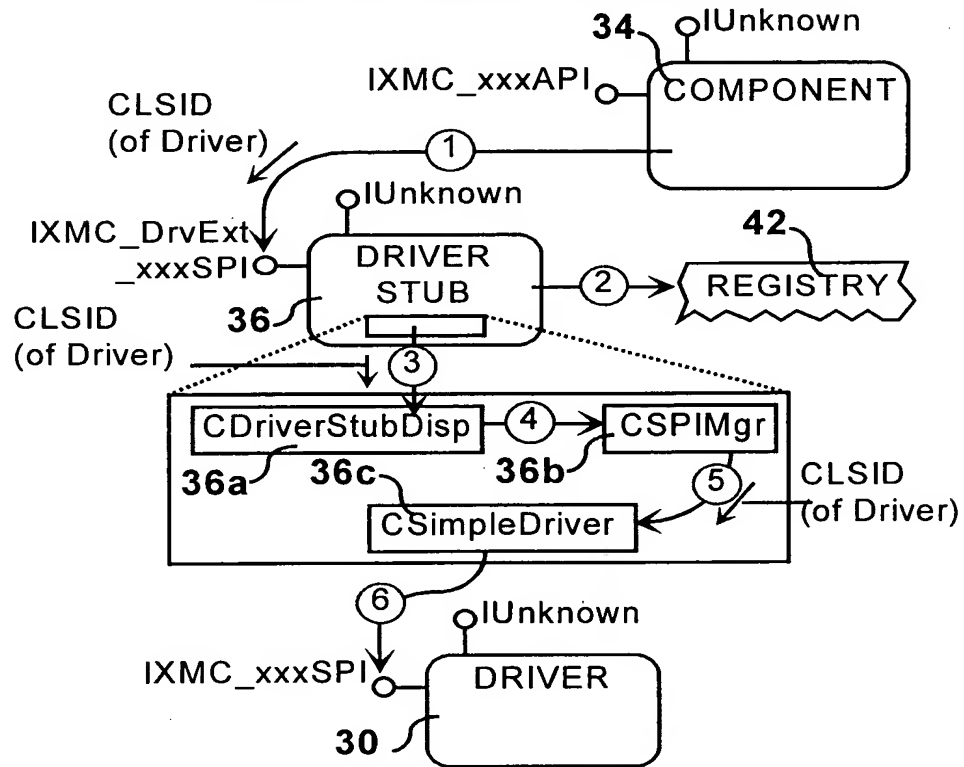 34
IUnknown
IXMC_xxxAPI
COMPONENT
CLSID
(of Driver)
1
IUnknown
IXMC_DrvExt
_xxxSPI
DRIVER
STUB
36
2
42
REGISTRY
CLSID
(of Driver)
3
CDriverStubDisp
4
CSPIMgr
36a
36c
36b
5
CLSID
(of Driver)
CSimpleDriver
6
IUnknown
IXMC_xxxSPI
DRIVER
30